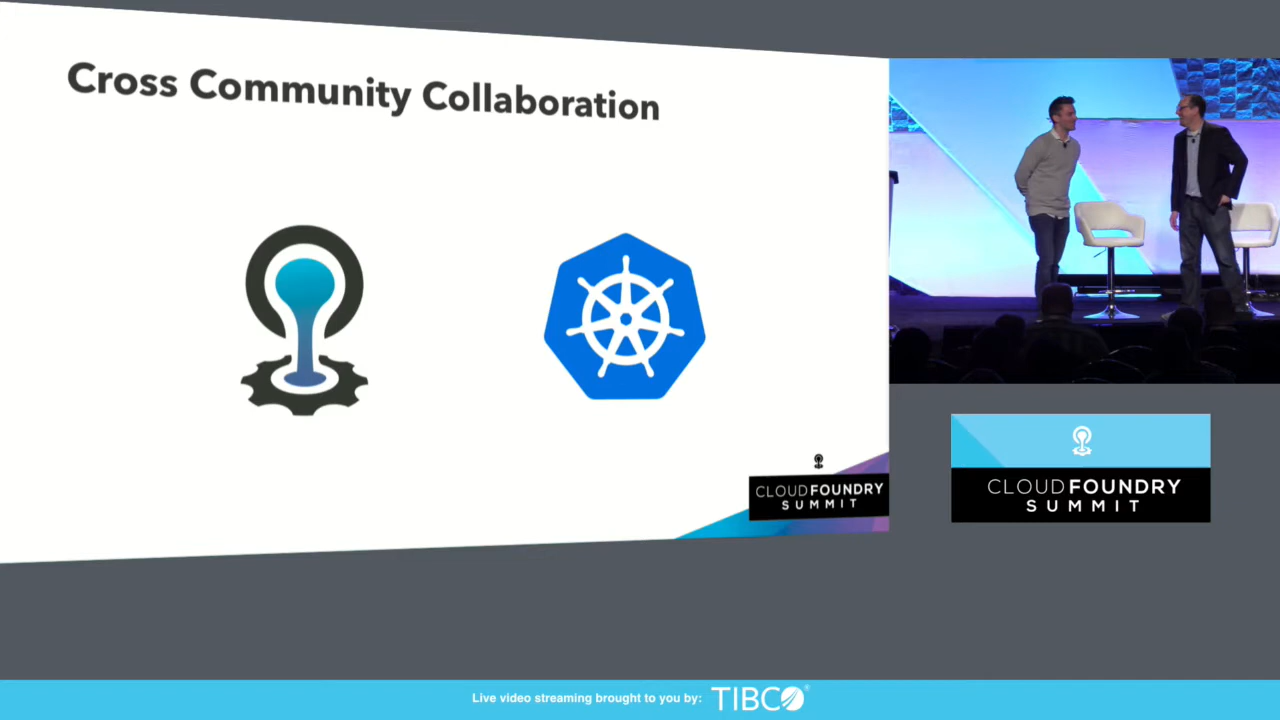 Cross Community Collaboration
CLOUDFOUNDRY
SUMMIT
CLOUDFOUNDRY
SUMMIT
Live video streaming brought to you by: TIBCO®